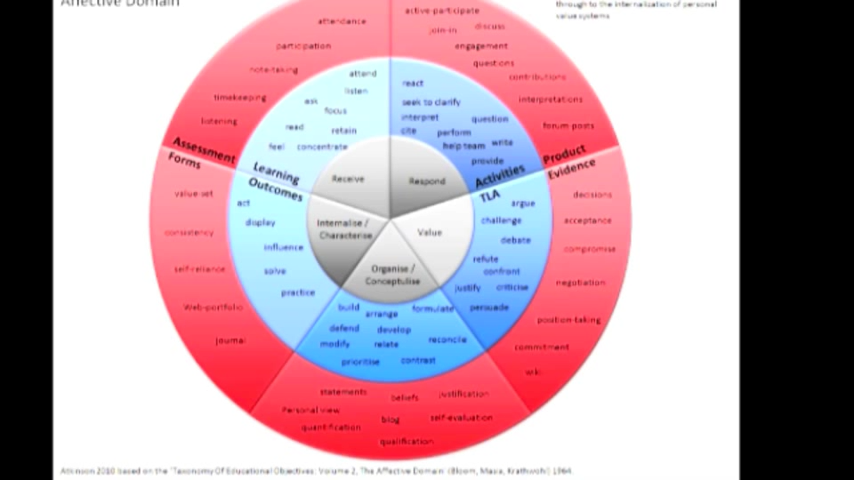 Affective Domain
through to the internalisation of personal
value systems
attendance
participation
notetaking
timekeeping
listening
Assessment
Forms
active-participate
join-in
discuss
engagement
questions
contributions
interpretations
forum-posts
Product
Evidence
attend
listen
ask
focus
read
retain
feel
concentrate
Learning
Outcomes
react
seek to clarify
interpret
question
cite
perform
write
help team
provide
Activities
TLA
Receive
Respond
Value
Organise /
Conceptulise
Internalise /
Characterise
act
display
influence
solve
practice
argue
challenge
debate
refute
confront
justify
criticise
persuade
build
arrange
formulate
defend
develop
modify
relate
reconcile
prioritise
contrast
value-set
consistency
self-reliance
Web-portfolio
journal
decisions
acceptance
compromise
negotiation
position-taking
commitment
wiki
statements
beliefs
justification
Personal view
blog
self-evaluation
quantification
qualification
Atkinson 2010 based on the 'Taxonomy Of Educational Objectives: Volume 2, The Affective Domain' (Bloom, Masia, Krathwohl) 1964